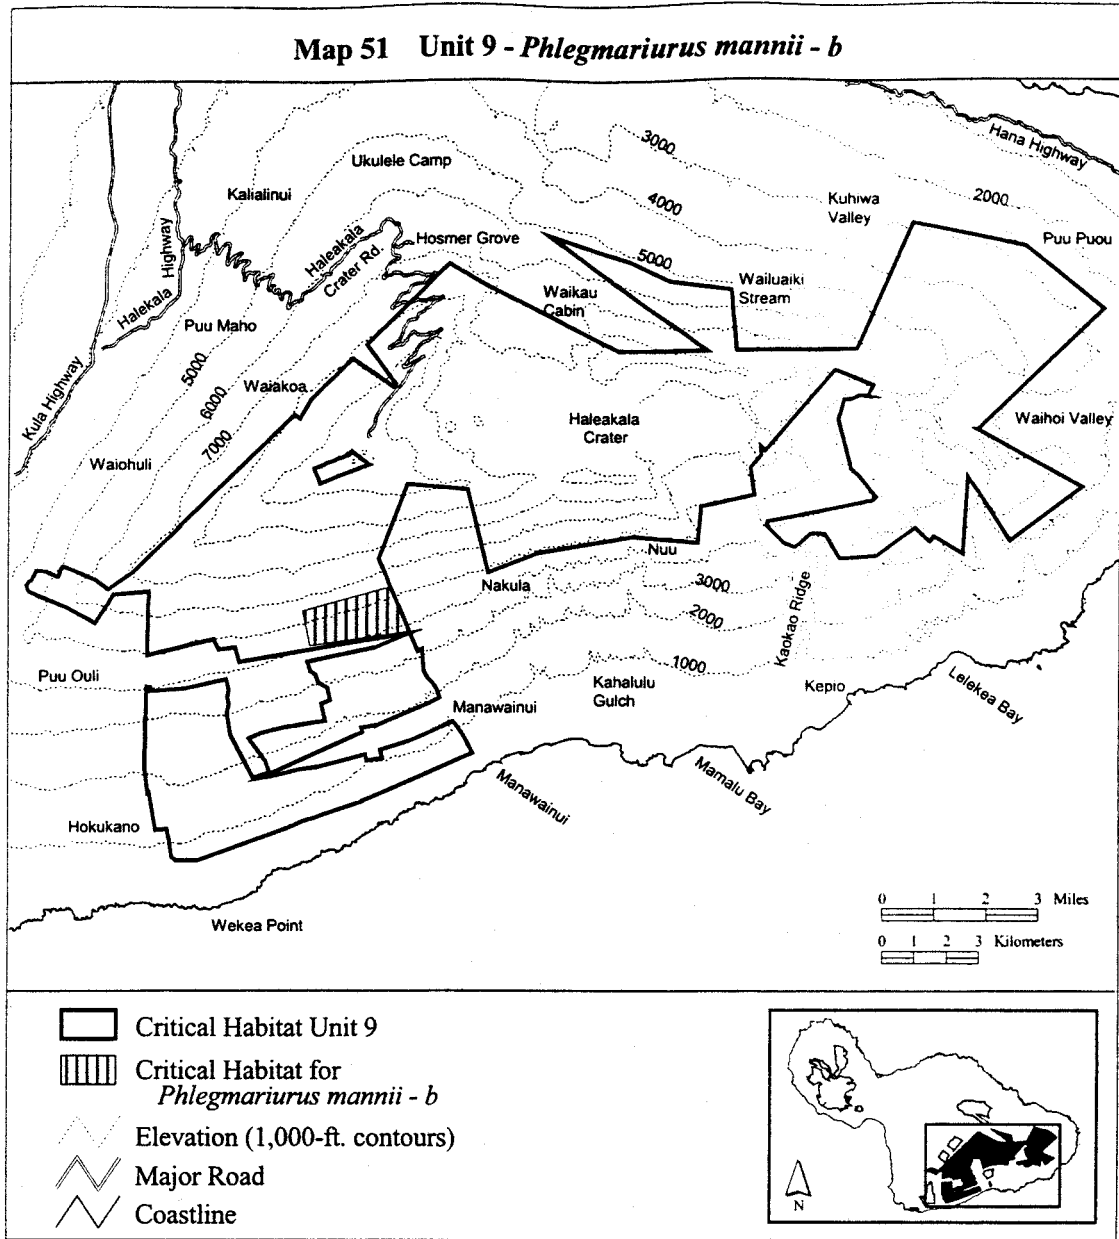 Map 51 Unit 9 - Phlegmariurus mannii - b
Hana Highway
3000
Ukulele Camp
Kalialinui
4000
Kuhiwa
Valley
2000
Halekala Highway
Haleakala
Crater Rd.
Hosmer Grove
Puu Puou
5000
Wailuaiki
Stream
Waikau
Cabin
Puu Maho
5000
Kula Highway
Waiakoa
6000
Haleakala
Crater
Waihoi Valley
7000
Waiohuli
Nuu
Nakula
3000
2000
Kaokao Ridge
1000
Puu Ouli
Kahalulu
Gulch
Kepio
Lelekea Bay
Manawainui
Manawainui
Mamalu Bay
Hokukano
Wekea Point
0 1 2 3 Miles
0 1 2 3 Kilometers
Critical Habitat Unit 9
Critical Habitat for
Phlegmariurus mannii - b
Elevation (1,000-ft. contours)
Major Road
Coastline
N